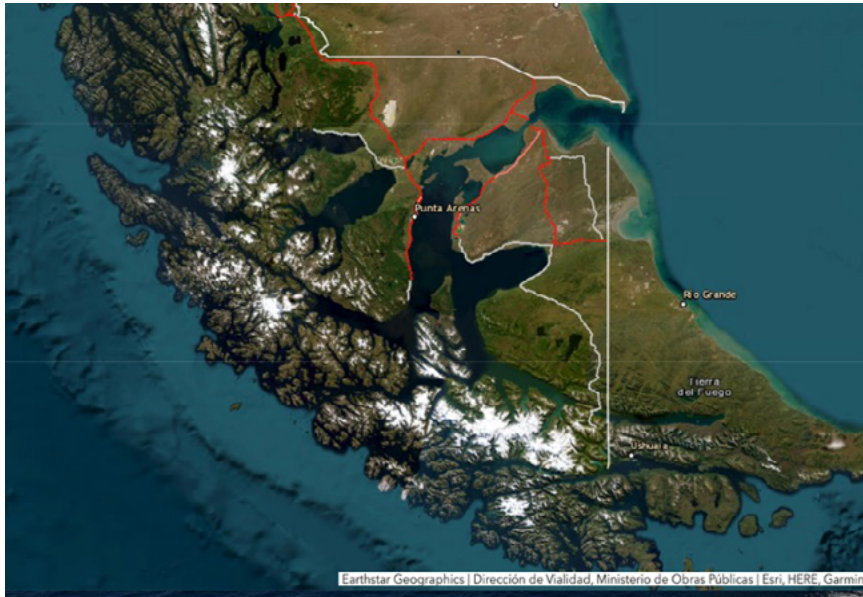 Punta Arenas
Río Grande
Tierra
del Fuego
Ushuaia
Earthstar Geographics | Dirección de Vialidad, Ministerio de Obras Públicas | Esri, HERE, Garmin